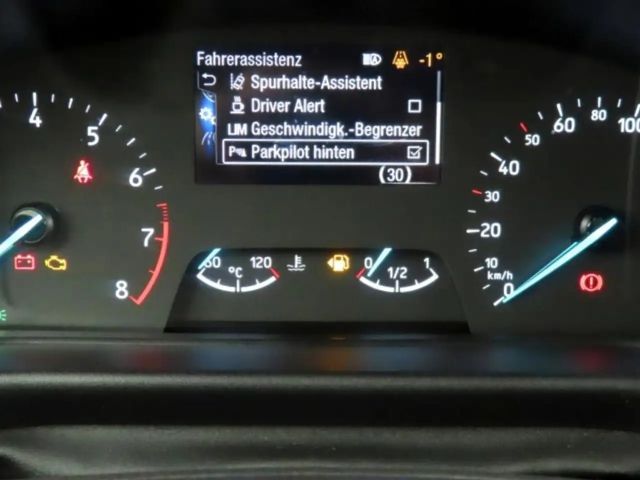 Fahrerassistenz -1°
Spurhalte-Assistent
Driver Alert
LIM Geschwindigk.-Begrenzer
Parkpilot hinten
(30)
4
5
6
7
8
60 °C 120
0 1/2 1
0
10
20
30
40
50
60
80
100
km/h